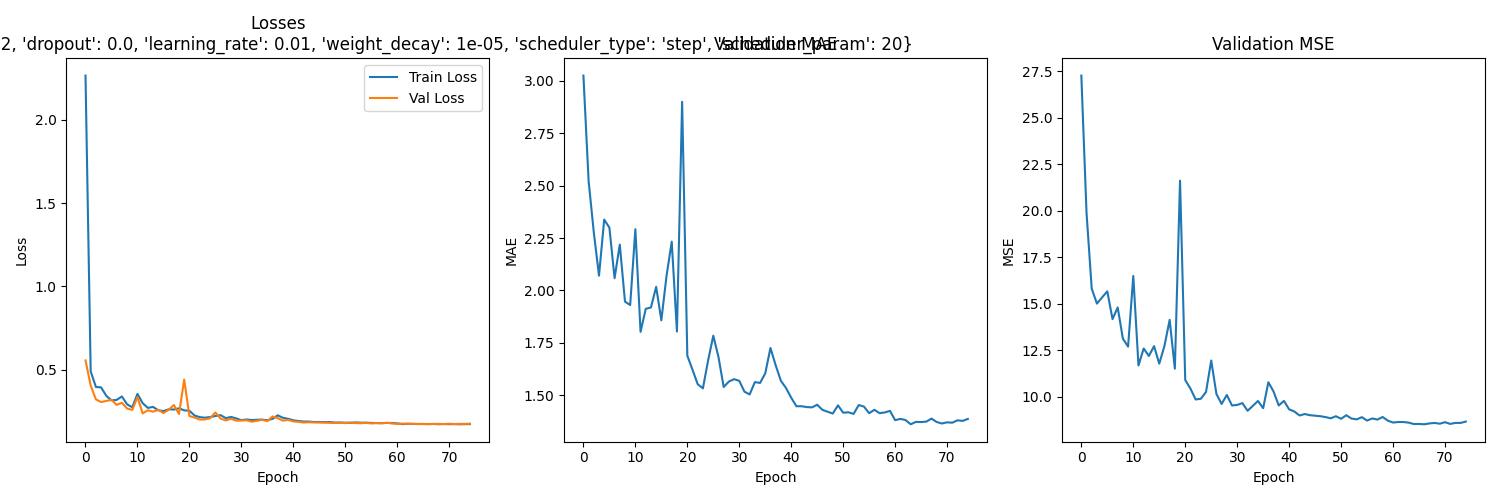 Losses
2, 'dropout': 0.0, 'learning_rate': 0.01, 'weight_decay': 1e-05, 'scheduler_type': 'step', 'scheduler_param': 20}
Train Loss
Val Loss
2.0
1.5
1.0
0.5
Loss
0 10 20 30 40 50 60 70
Epoch
Validation MAE
3.00
2.75
2.50
2.25
2.00
1.75
1.50
MAE
0 10 20 30 40 50 60 70
Epoch
Validation MSE
27.5
25.0
22.5
20.0
17.5
15.0
12.5
10.0
MSE
0 10 20 30 40 50 60 70
Epoch